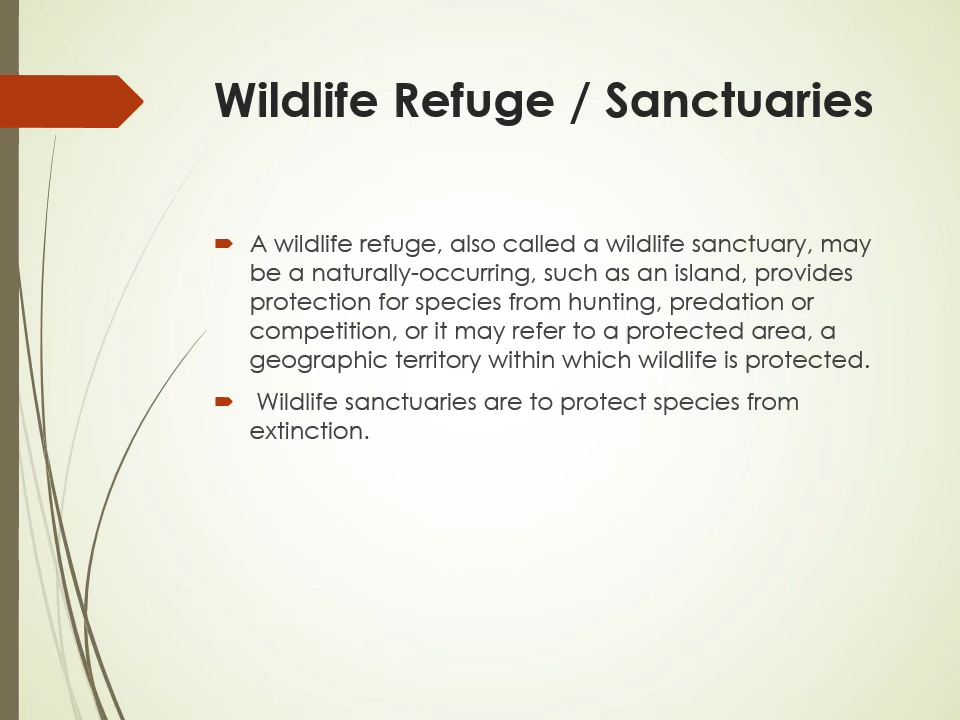 Wildlife Refuge / Sanctuaries
A wildlife refuge, also called a wildlife sanctuary, may
be a naturally-occurring, such as an island, provides
protection for species from hunting, predation or
competition, or it may refer to a protected area, a
geographic territory within which wildlife is protected.
Wildlife sanctuaries are to protect species from
extinction.